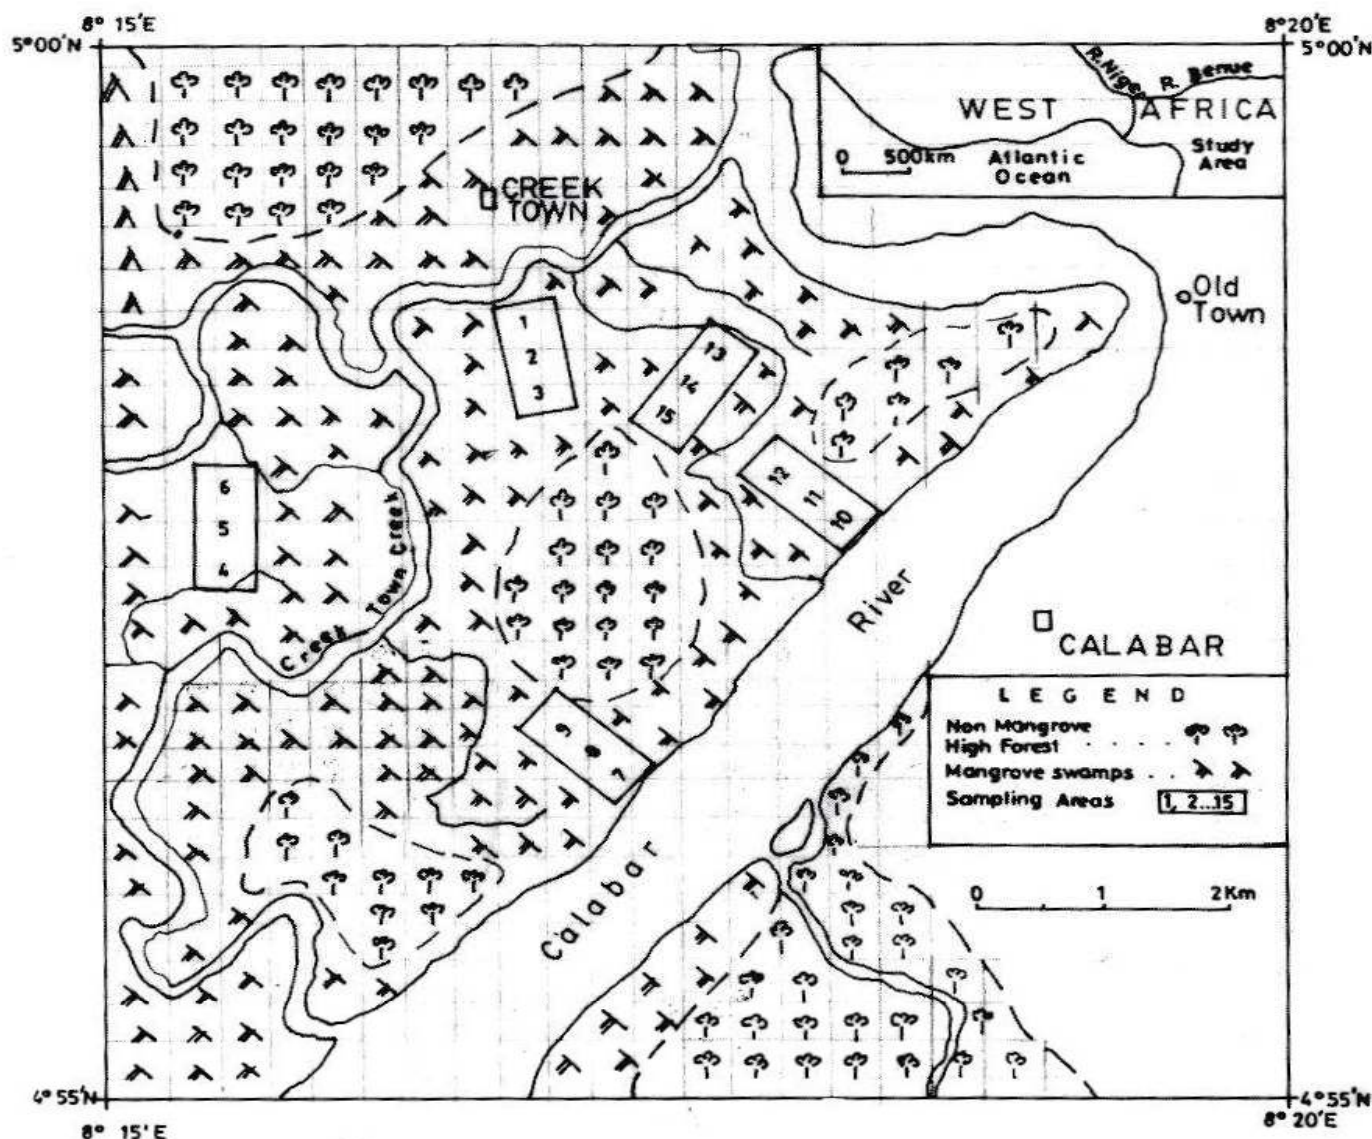 8° 15'E
8° 20'E
5°00'N
5°00'N
R. Niger
R. Benue
WEST AFRICA
0 500km
Atlantic
Ocean
Study
Area
CREEK
TOWN
Old
Town
1
2
3
13
14
15
12
11
10
6
5
4
Creek Town Creek
River
CALABAR
9
8
7
LEGEND
Non Mangrove
High Forest . . . .
Mangrove swamps . .
Sampling Areas 1, 2...15
0 1 2Km
Calabar
4° 55'N
4° 55'N
8° 15'E
8° 20'E